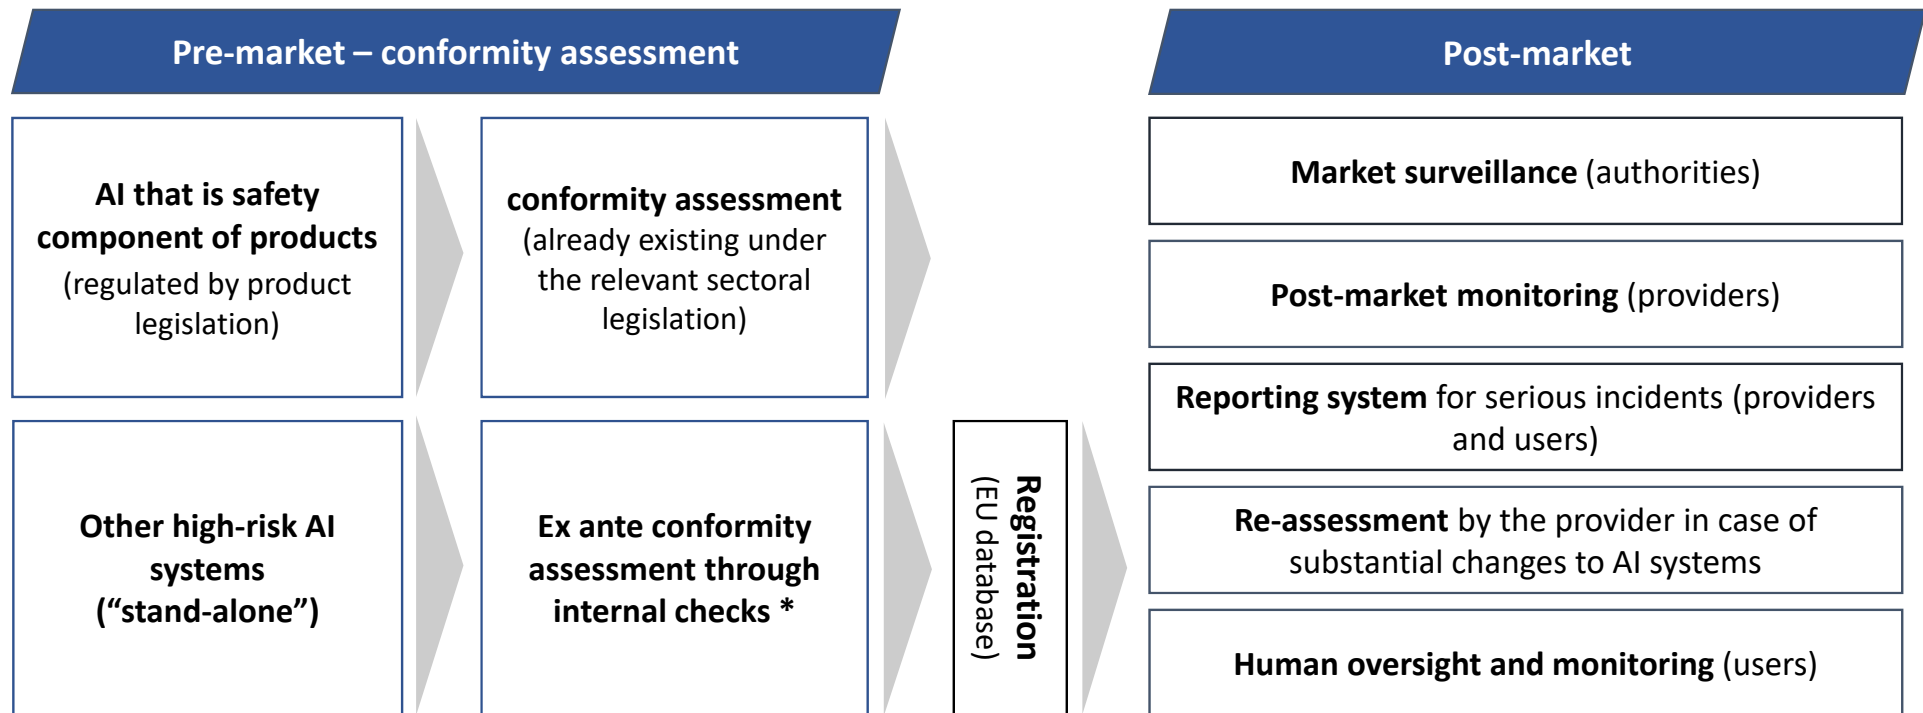 Pre-market – conformity assessment
Post-market
AI that is safety
component of products
(regulated by product
legislation)
conformity assessment
(already existing under
the relevant sectoral
legislation)
Other high-risk AI
systems
(“stand-alone”)
Ex ante conformity
assessment through
internal checks *
Registration
(EU database)
Market surveillance (authorities)
Post-market monitoring (providers)
Reporting system for serious incidents (providers
and users)
Re-assessment by the provider in case of
substantial changes to AI systems
Human oversight and monitoring (users)